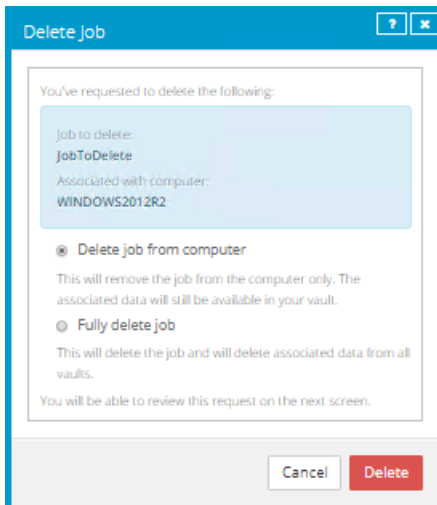 Delete Job
? x
You've requested to delete the following:
Job to delete:
JobToDelete
Associated with computer:
WINDOWS2012R2
Delete job from computer
This will remove the job from the computer only. The
associated data will still be available in your vault.
Fully delete job
This will delete the job and will delete associated data from all
vaults.
You will be able to review this request on the next screen.
Cancel Delete